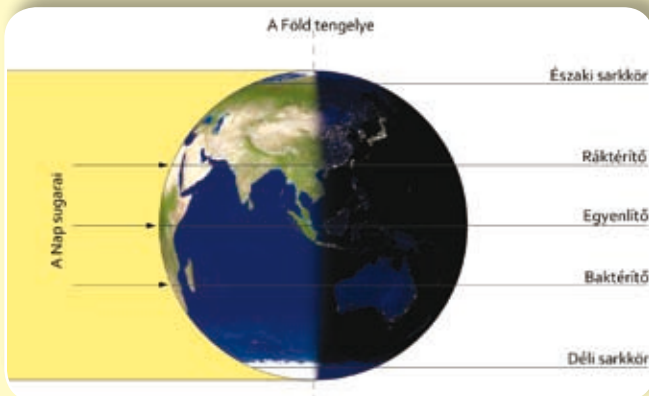 A Föld tengelye
Északi sarkkör
Ráktérítő
A Nap sugarai
Egyenlítő
Baktérítő
Déli sarkkör